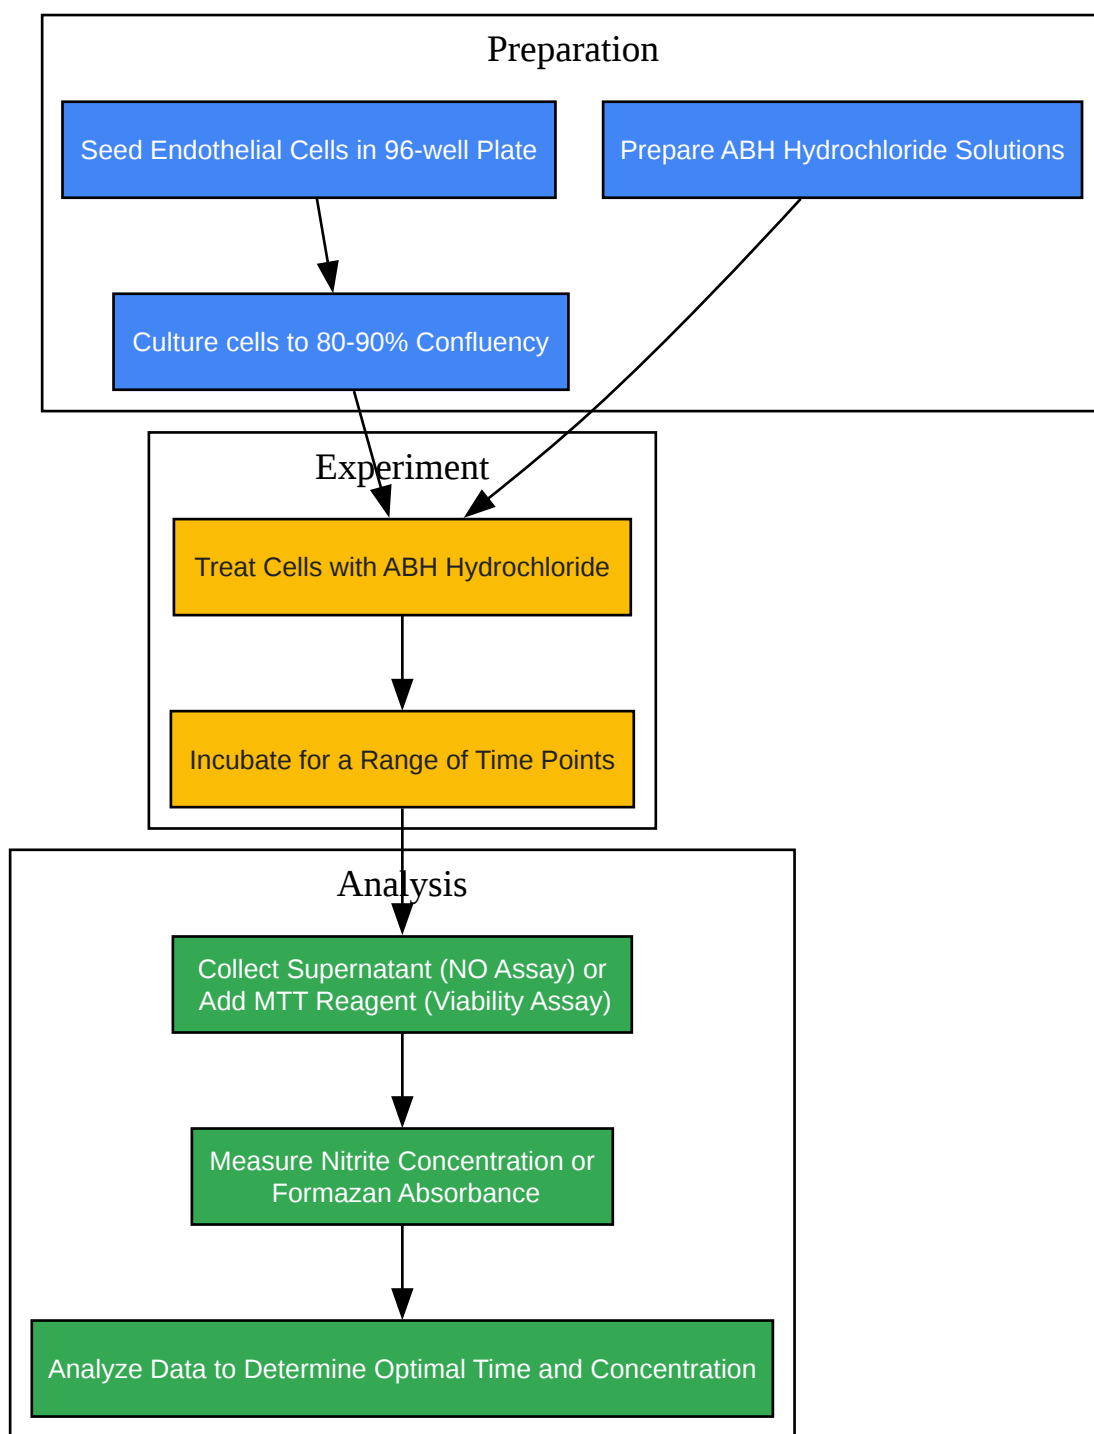 Preparation
Seed Endothelial Cells in 96-well Plate
Prepare ABH Hydrochloride Solutions
Culture cells to 80-90% Confluency
Experiment
Treat Cells with ABH Hydrochloride
Incubate for a Range of Time Points
Analysis
Collect Supernatant (NO Assay) or
Add MTT Reagent (Viability Assay)
Measure Nitrite Concentration or
Formazan Absorbance
Analyze Data to Determine Optimal Time and Concentration